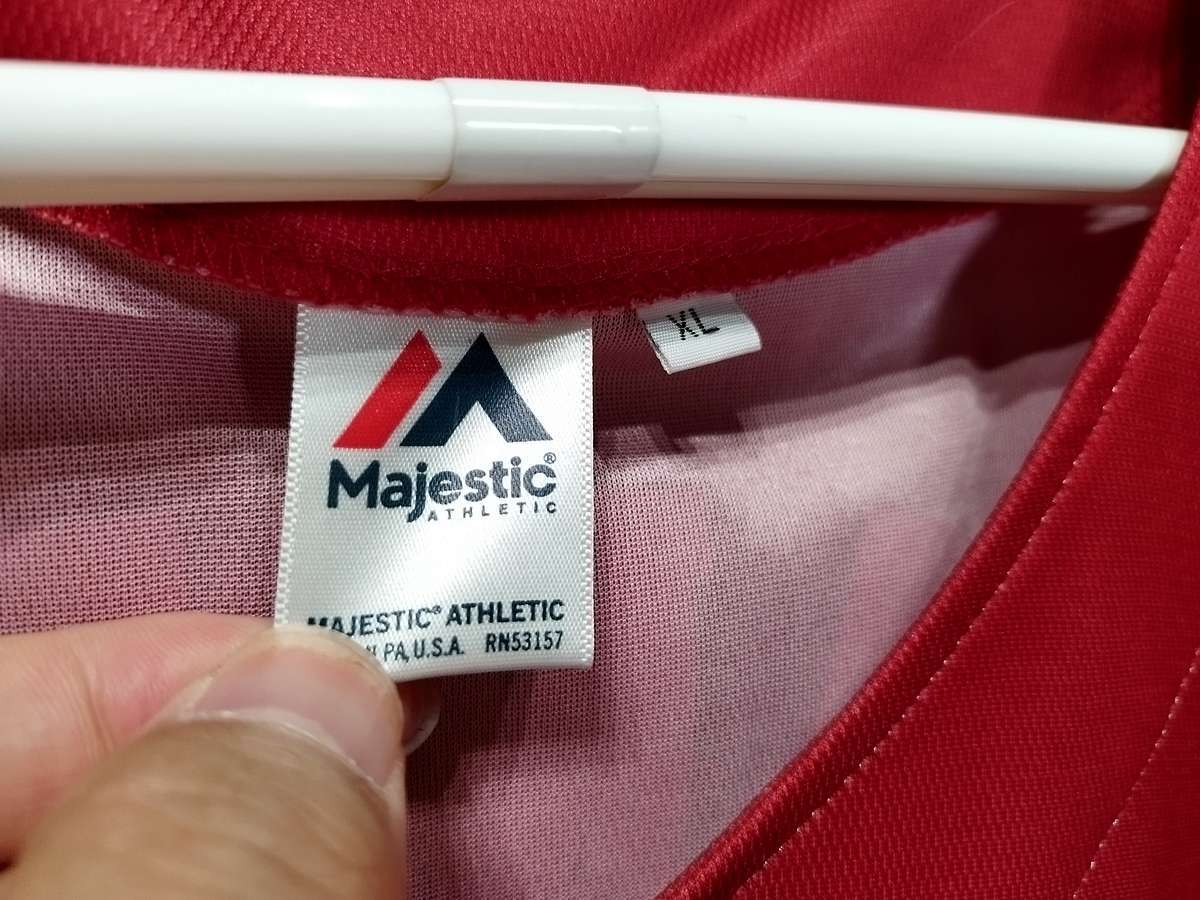 XL
Majestic®
ATHLETIC
MAJESTIC® ATHLETIC
PA, U.S.A. RN53157